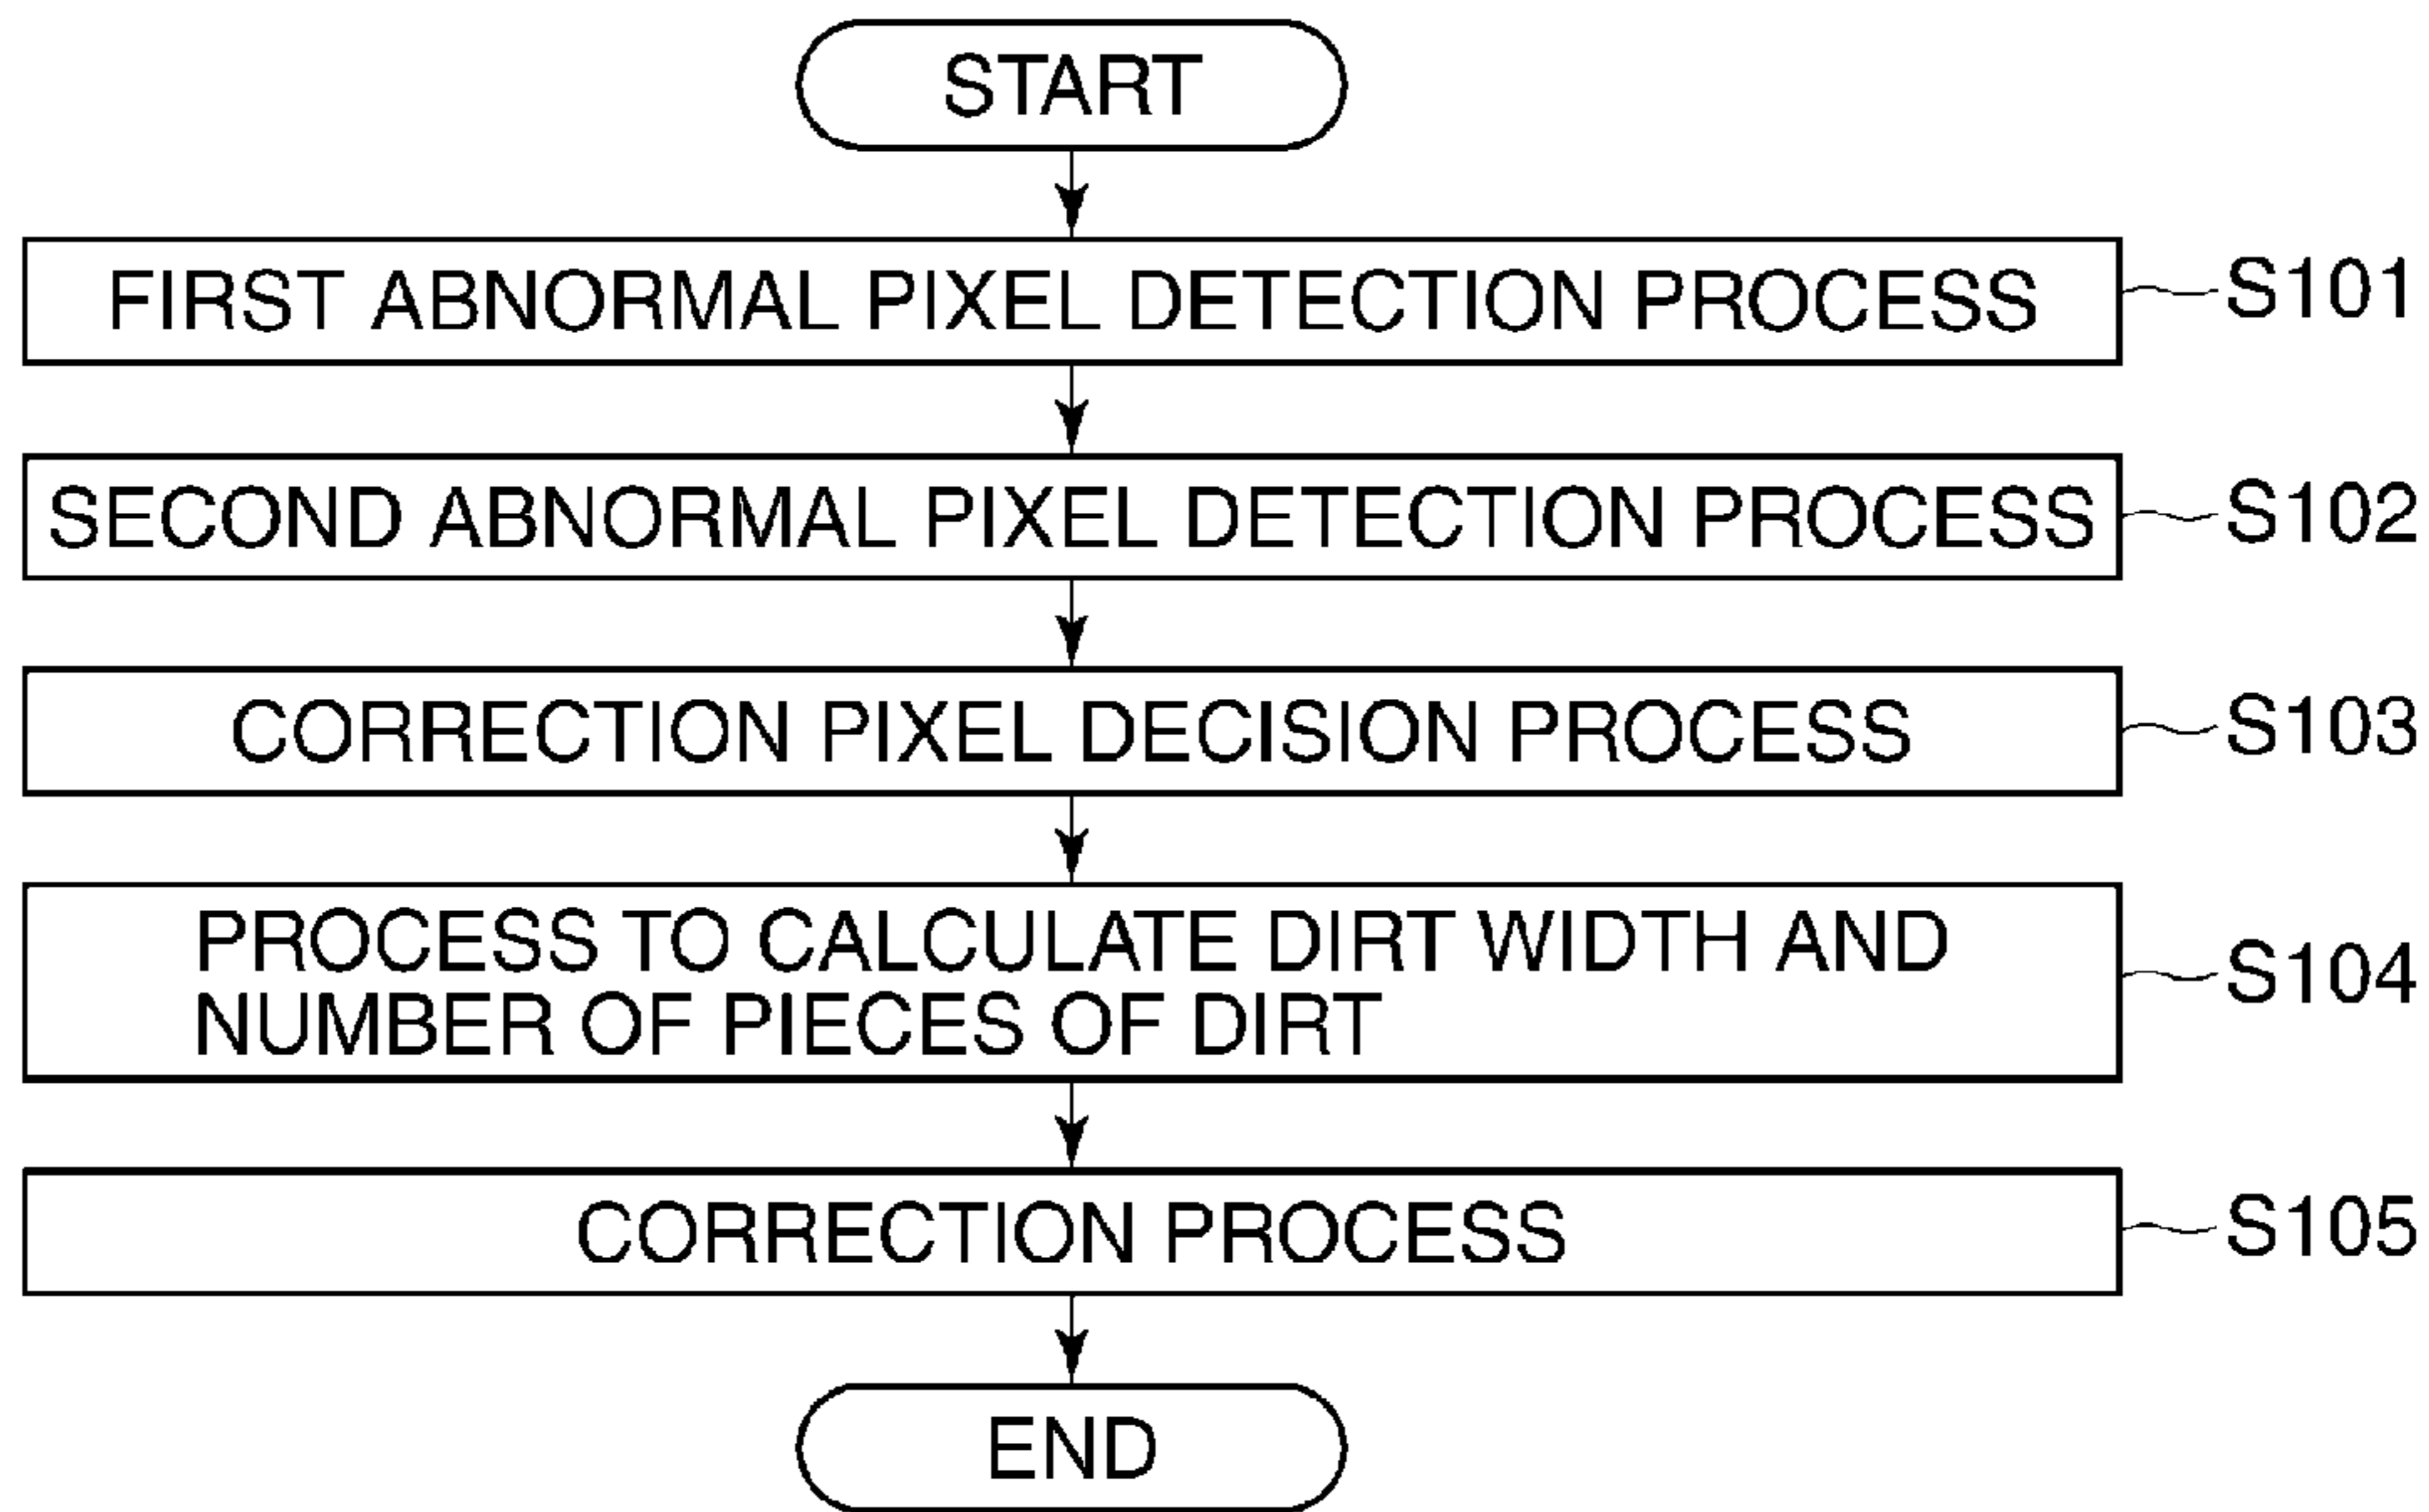 START
FIRST ABNORMAL PIXEL DETECTION PROCESS
S101
SECOND ABNORMAL PIXEL DETECTION PROCESS
S102
CORRECTION PIXEL DECISION PROCESS
S103
PROCESS TO CALCULATE DIRT WIDTH AND
NUMBER OF PIECES OF DIRT
S104
CORRECTION PROCESS
S105
END